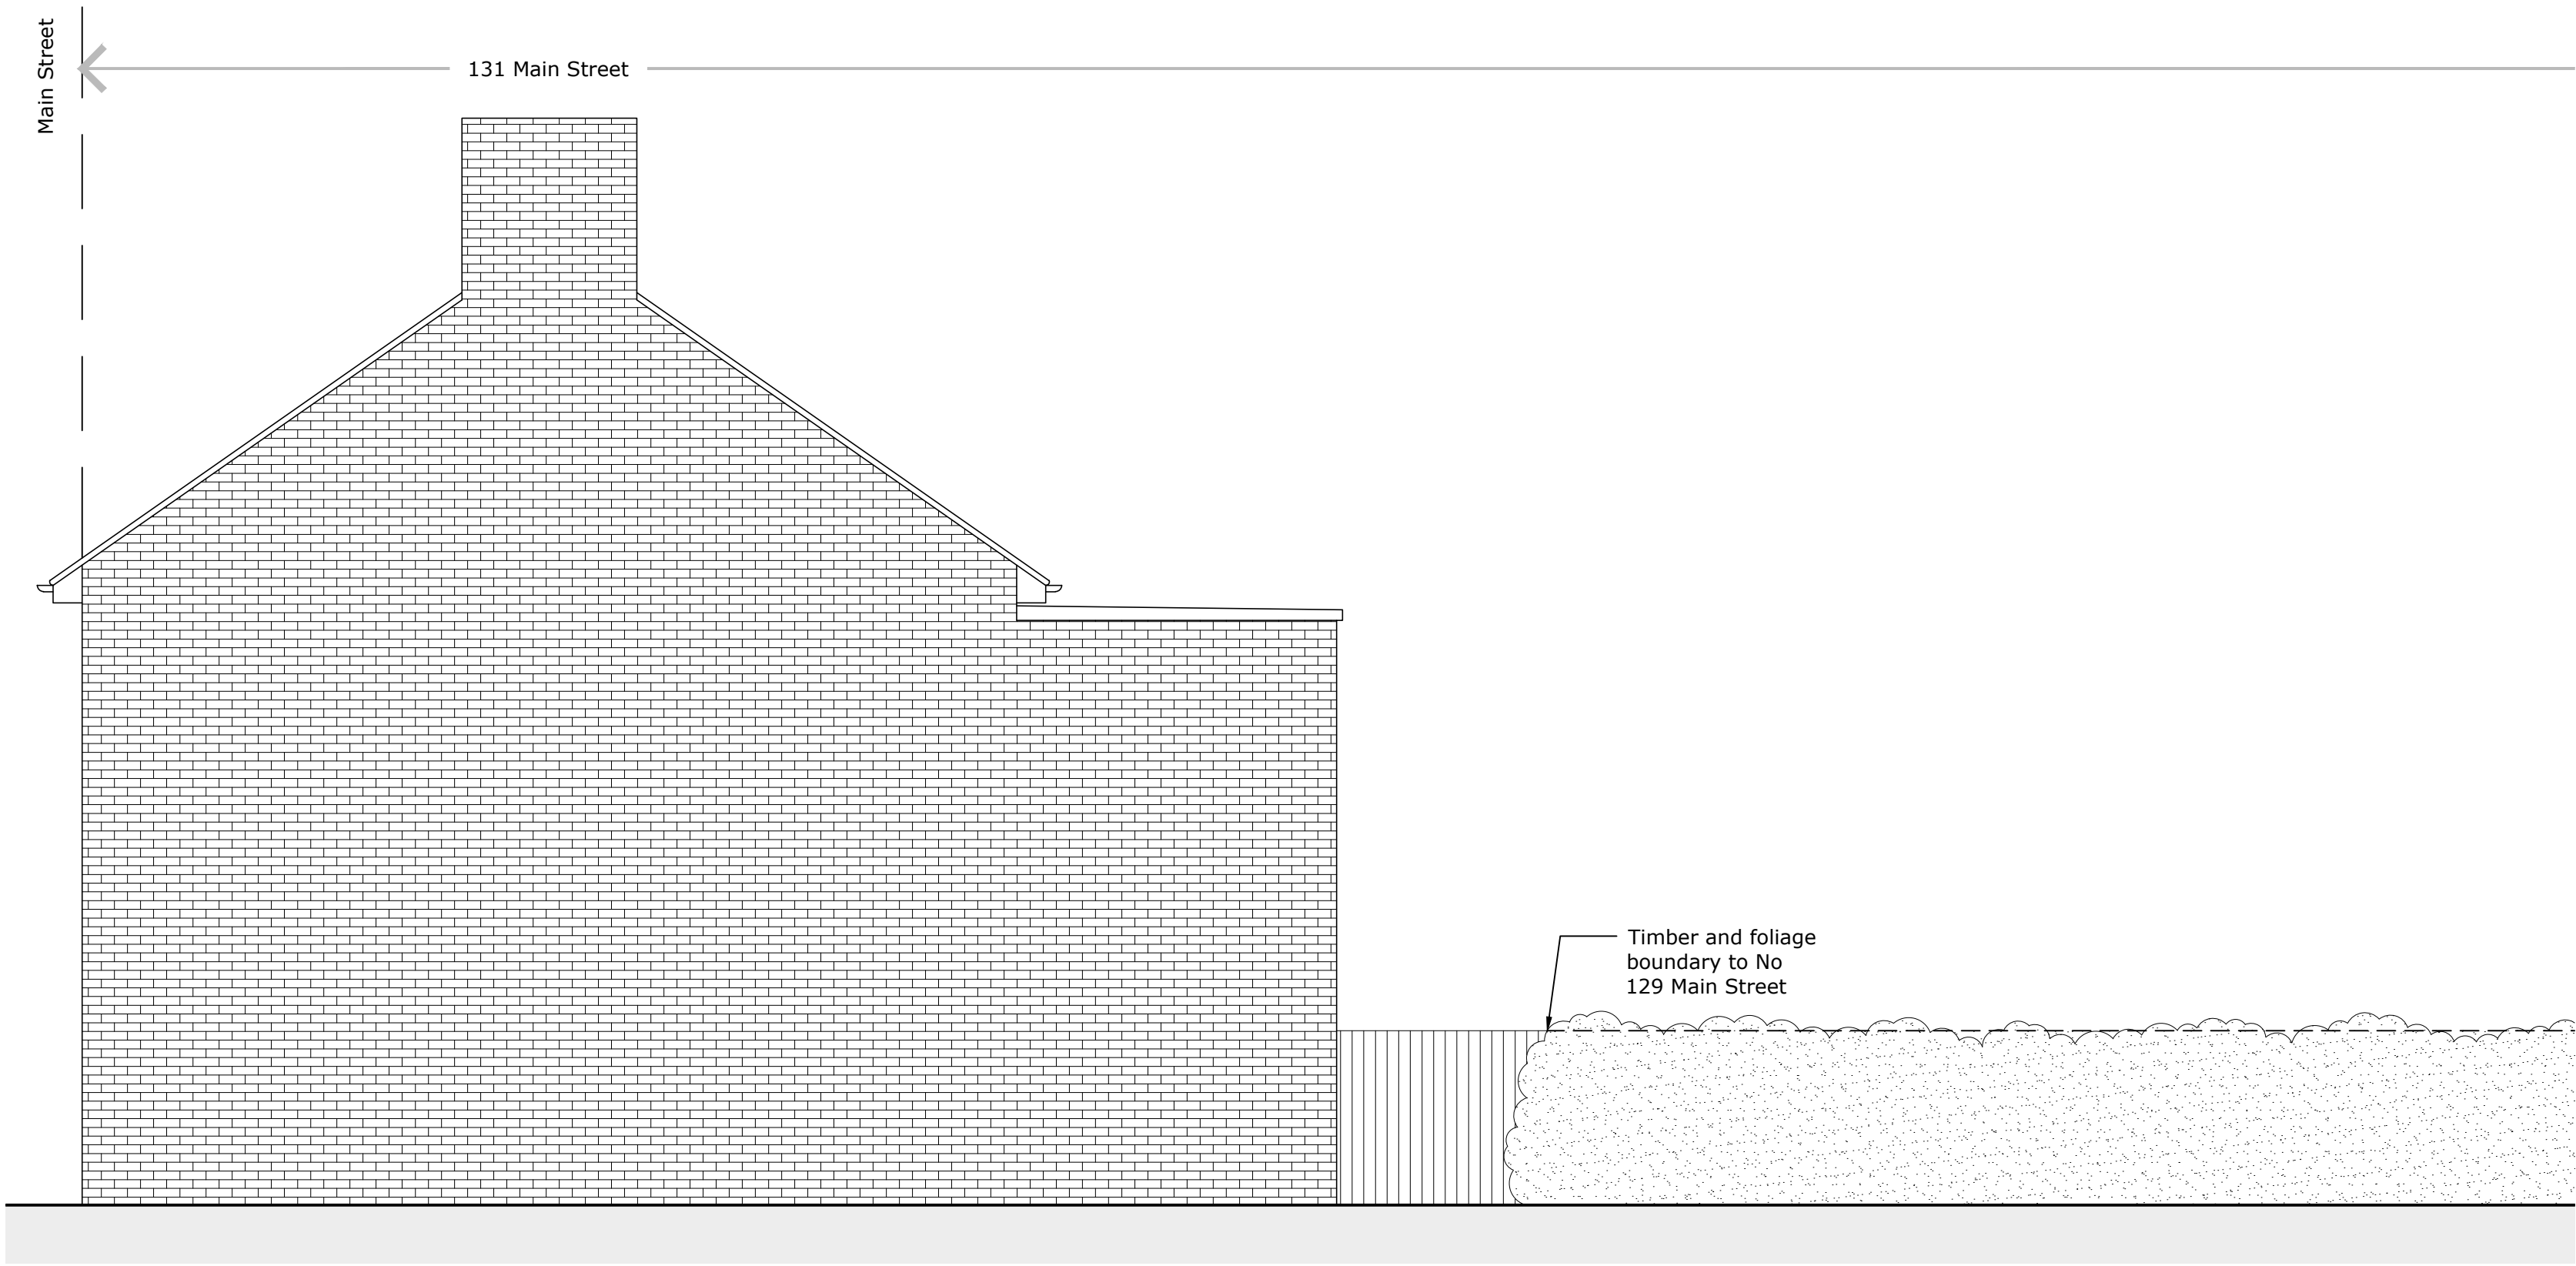 Main Street
131 Main Street
Timber and foliage
boundary to No
129 Main Street